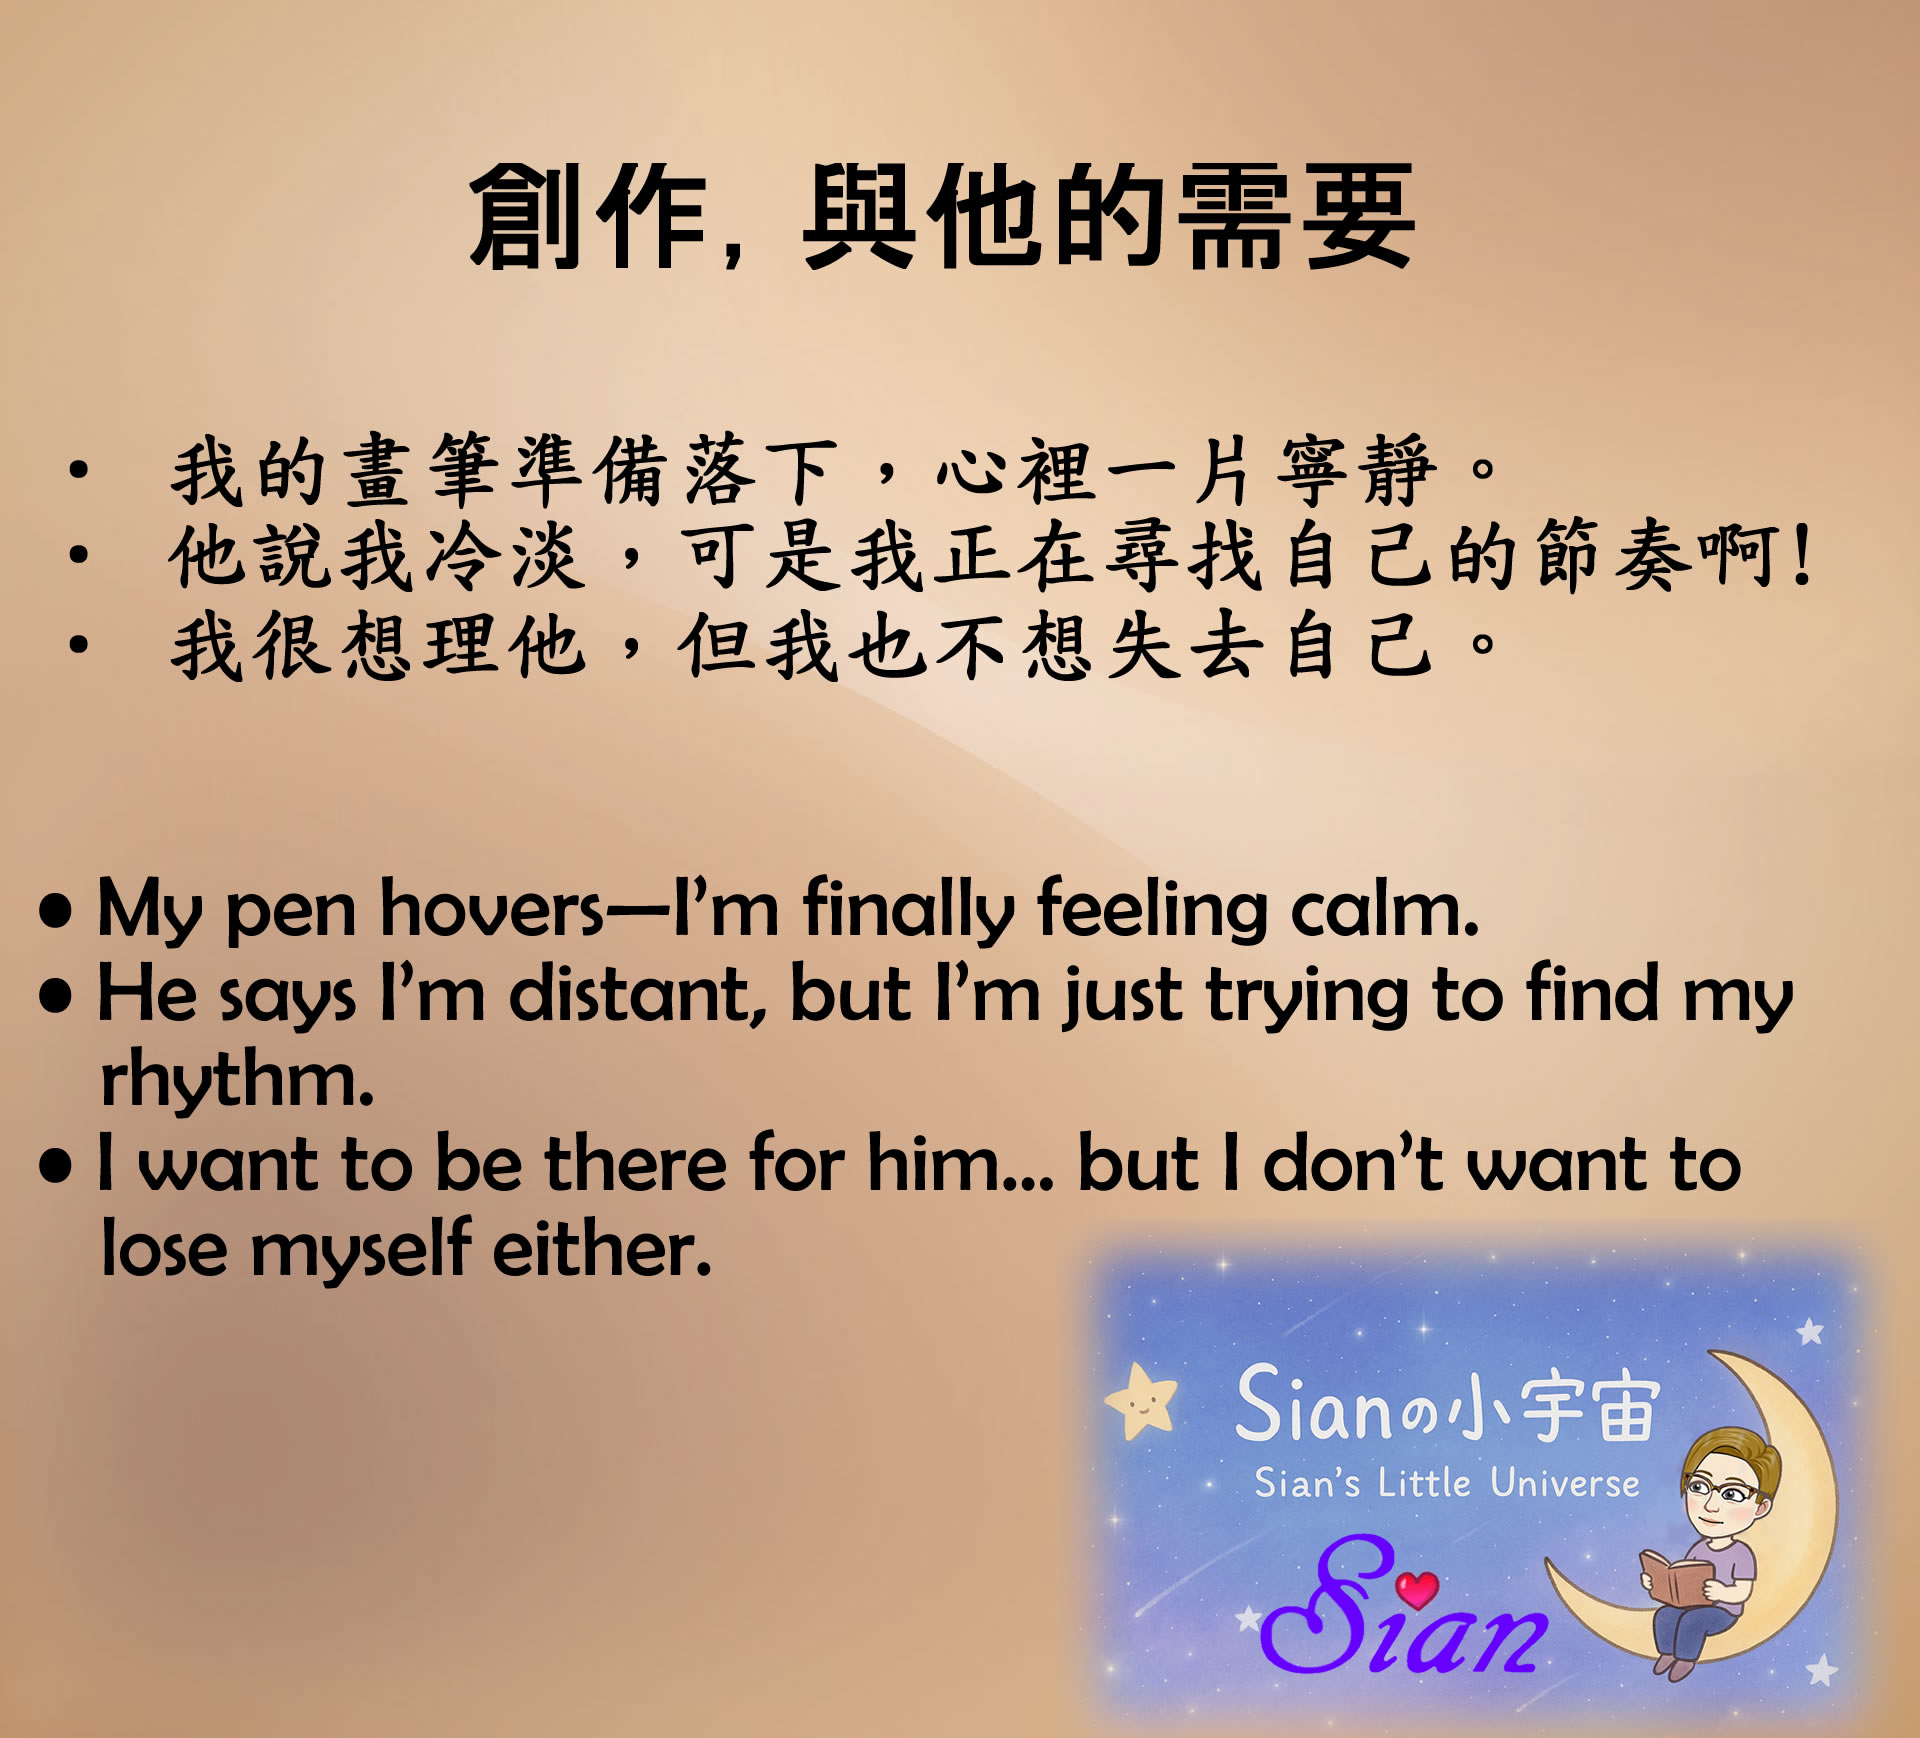 創作，與他的需要
• 我的畫筆準備落下，心裡一片寧靜。
• 他說我冷淡，可是我正在尋找自己的節奏啊!
• 我很想理他，但我也不想失去自己。
• My pen hovers—I’m finally feeling calm.
• He says I’m distant, but I’m just trying to find my
rhythm.
• I want to be there for him... but I don’t want to
lose myself either.
Sianの小宇宙
Sian’s Little Universe
Sian